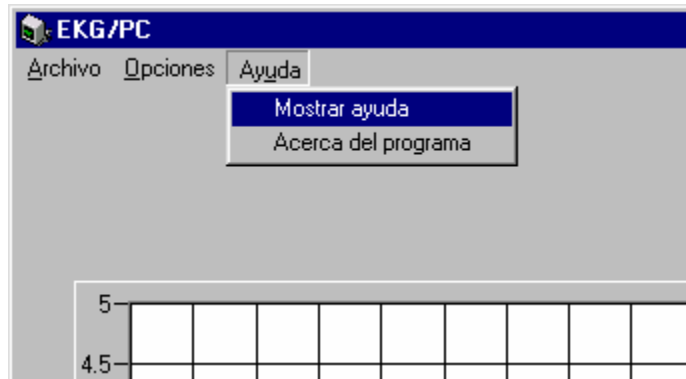 EKG/PC
Archivo Opciones Ayuda
Mostrar ayuda
Acerca del programa
5
4.5